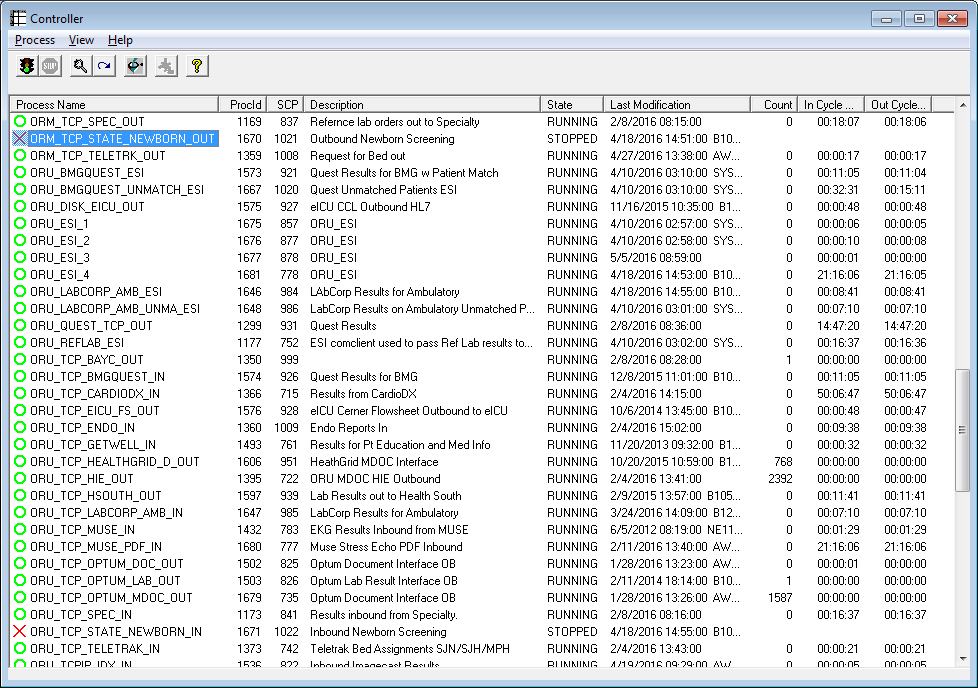 Controller
Process View Help
STOP
Process Name ProcId SCP Description State Last Modification Count In Cycle ... Out Cycle...
ORM_TCP_SPEC_OUT 1169 837 Refernce lab orders out to Specialty RUNNING 2/8/2016 08:15:00 0 00:18:07 00:18:06
ORM_TCP_STATE_NEWBORN_OUT 1670 1021 Outbound Newborn Screening STOPPED 4/18/2016 14:51:00 B10...
ORM_TCP_TELETRK_OUT 1359 1008 Request for Bed out RUNNING 4/27/2016 13:38:00 AW... 0 00:00:17 00:00:17
ORU_BMGQUEST_ESI 1573 921 Quest Results for BMG w Patient Match RUNNING 4/10/2016 03:10:00 SYS... 0 00:11:05 00:11:04
ORU_BMGQUEST_UNMATCH_ESI 1667 1020 Quest Unmatched Patients ESI RUNNING 4/10/2016 03:10:00 SYS... 0 00:32:31 00:15:11
ORU_DISK_EICU_OUT 1575 927 eICU CCL Outbound HL7 RUNNING 11/16/2015 10:35:00 B1... 0 00:00:48 00:00:48
ORU_ESI_1 1675 857 ORU_ESI RUNNING 4/10/2016 02:57:00 SYS... 0 00:00:06 00:00:05
ORU_ESI_2 1676 877 ORU_ESI RUNNING 4/10/2016 02:58:00 SYS... 0 00:00:10 00:00:08
ORU_ESI_3 1677 878 ORU_ESI RUNNING 5/5/2016 08:59:00 0 00:00:01 00:00:00
ORU_ESI_4 1681 778 ORU_ESI RUNNING 4/18/2016 14:53:00 B10... 0 21:16:06 21:16:05
ORU_LABCORP_AMB_ESI 1646 984 LAbCorp Results for Ambulatory RUNNING 4/18/2016 14:55:00 B10... 0 00:08:41 00:08:41
ORU_LABCORP_AMB_UNMA_ESI 1648 986 LabCorp Results on Ambulatory Unmatched P... RUNNING 4/10/2016 03:01:00 SYS... 0 00:07:10 00:07:10
ORU_QUEST_TCP_OUT 1299 931 Quest Results RUNNING 2/8/2016 08:36:00 0 14:47:20 14:47:20
ORU_REFLAB_ESI 1177 752 ESI comclient used to pass Ref Lab results to... RUNNING 4/10/2016 03:02:00 SYS... 0 00:16:37 00:16:36
ORU_TCP_BAYC_OUT 1350 999 RUNNING 2/8/2016 08:28:00 1 00:00:00 00:00:00
ORU_TCP_BMGQUEST_IN 1574 926 Quest Results for BMG RUNNING 12/8/2015 11:01:00 B10... 0 00:11:05 00:11:05
ORU_TCP_CARDIODX_IN 1366 715 Results from CardioDX RUNNING 2/4/2016 14:15:00 0 50:06:47 50:06:47
ORU_TCP_EICU_FS_OUT 1576 928 eICU Cerner Flowsheet Outbound to eICU RUNNING 10/6/2014 13:45:00 B10... 0 00:00:48 00:00:47
ORU_TCP_ENDO_IN 1360 1009 Endo Reports In RUNNING 2/4/2016 15:02:00 0 00:09:38 00:09:38
ORU_TCP_GETWELL_IN 1493 761 Results for Pt Education and Med Info RUNNING 11/20/2013 09:32:00 B1... 0 00:00:32 00:00:32
ORU_TCP_HEALTHGRID_D_OUT 1606 951 HeathGrid MDOC Interface RUNNING 10/20/2015 10:59:00 B1... 768 00:00:00 00:00:00
ORU_TCP_HIE_OUT 1395 722 ORU MDOC HIE Outbound RUNNING 2/4/2016 13:41:00 2392 00:00:00 00:00:00
ORU_TCP_HSOUTH_OUT 1597 939 Lab Results out to Health South RUNNING 2/9/2015 13:57:00 B105... 0 00:11:41 00:11:41
ORU_TCP_LABCORP_AMB_IN 1647 985 LabCorp Results for Ambulatory RUNNING 3/24/2016 14:09:00 B12... 0 00:07:10 00:07:10
ORU_TCP_MUSE_IN 1432 783 EKG Results Inbound from MUSE RUNNING 6/5/2012 08:19:00 NE11... 0 00:01:29 00:01:29
ORU_TCP_MUSE_PDF_IN 1680 777 Muse Stress Echo PDF Inbound RUNNING 2/11/2016 13:40:00 AW... 0 21:16:06 21:16:06
ORU_TCP_OPTUM_DOC_OUT 1502 825 Optum Document Interface OB RUNNING 1/28/2016 13:23:00 AW... 0 00:00:01 00:00:00
ORU_TCP_OPTUM_LAB_OUT 1503 826 Optum Lab Result Interface OB RUNNING 2/11/2014 18:14:00 B10... 1 00:00:00 00:00:00
ORU_TCP_OPTUM_MDOC_OUT 1679 735 Optum Document Interface OB RUNNING 1/28/2016 13:26:00 AW... 1587 00:00:00 00:00:00
ORU_TCP_SPEC_IN 1173 841 Results inbound from Specialty. RUNNING 2/8/2016 08:16:00 0 00:16:37 00:16:37
ORU_TCP_STATE_NEWBORN_IN 1671 1022 Inbound Newborn Screening STOPPED 4/18/2016 14:55:00 B10...
ORU_TCP_TELETRAK_IN 1373 742 Teletrak Bed Assignments SJN/SJH/MPH RUNNING 2/4/2016 13:43:00 0 00:00:21 00:00:21
ORU_TCPIP_IDX_IN 1536 822 Inbound Imagecast Results RUNNING 4/19/2016 09:29:00 AW... 0 00:00:05 00:00:05